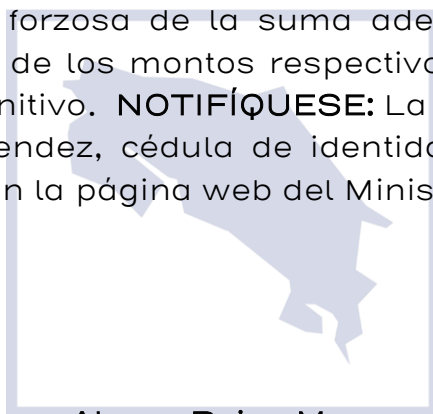 forzosa de la suma ade
de los montos respectivo
nitivo. NOTIFÍQUESE: La
endez, cédula de identida
n la página web del Minis